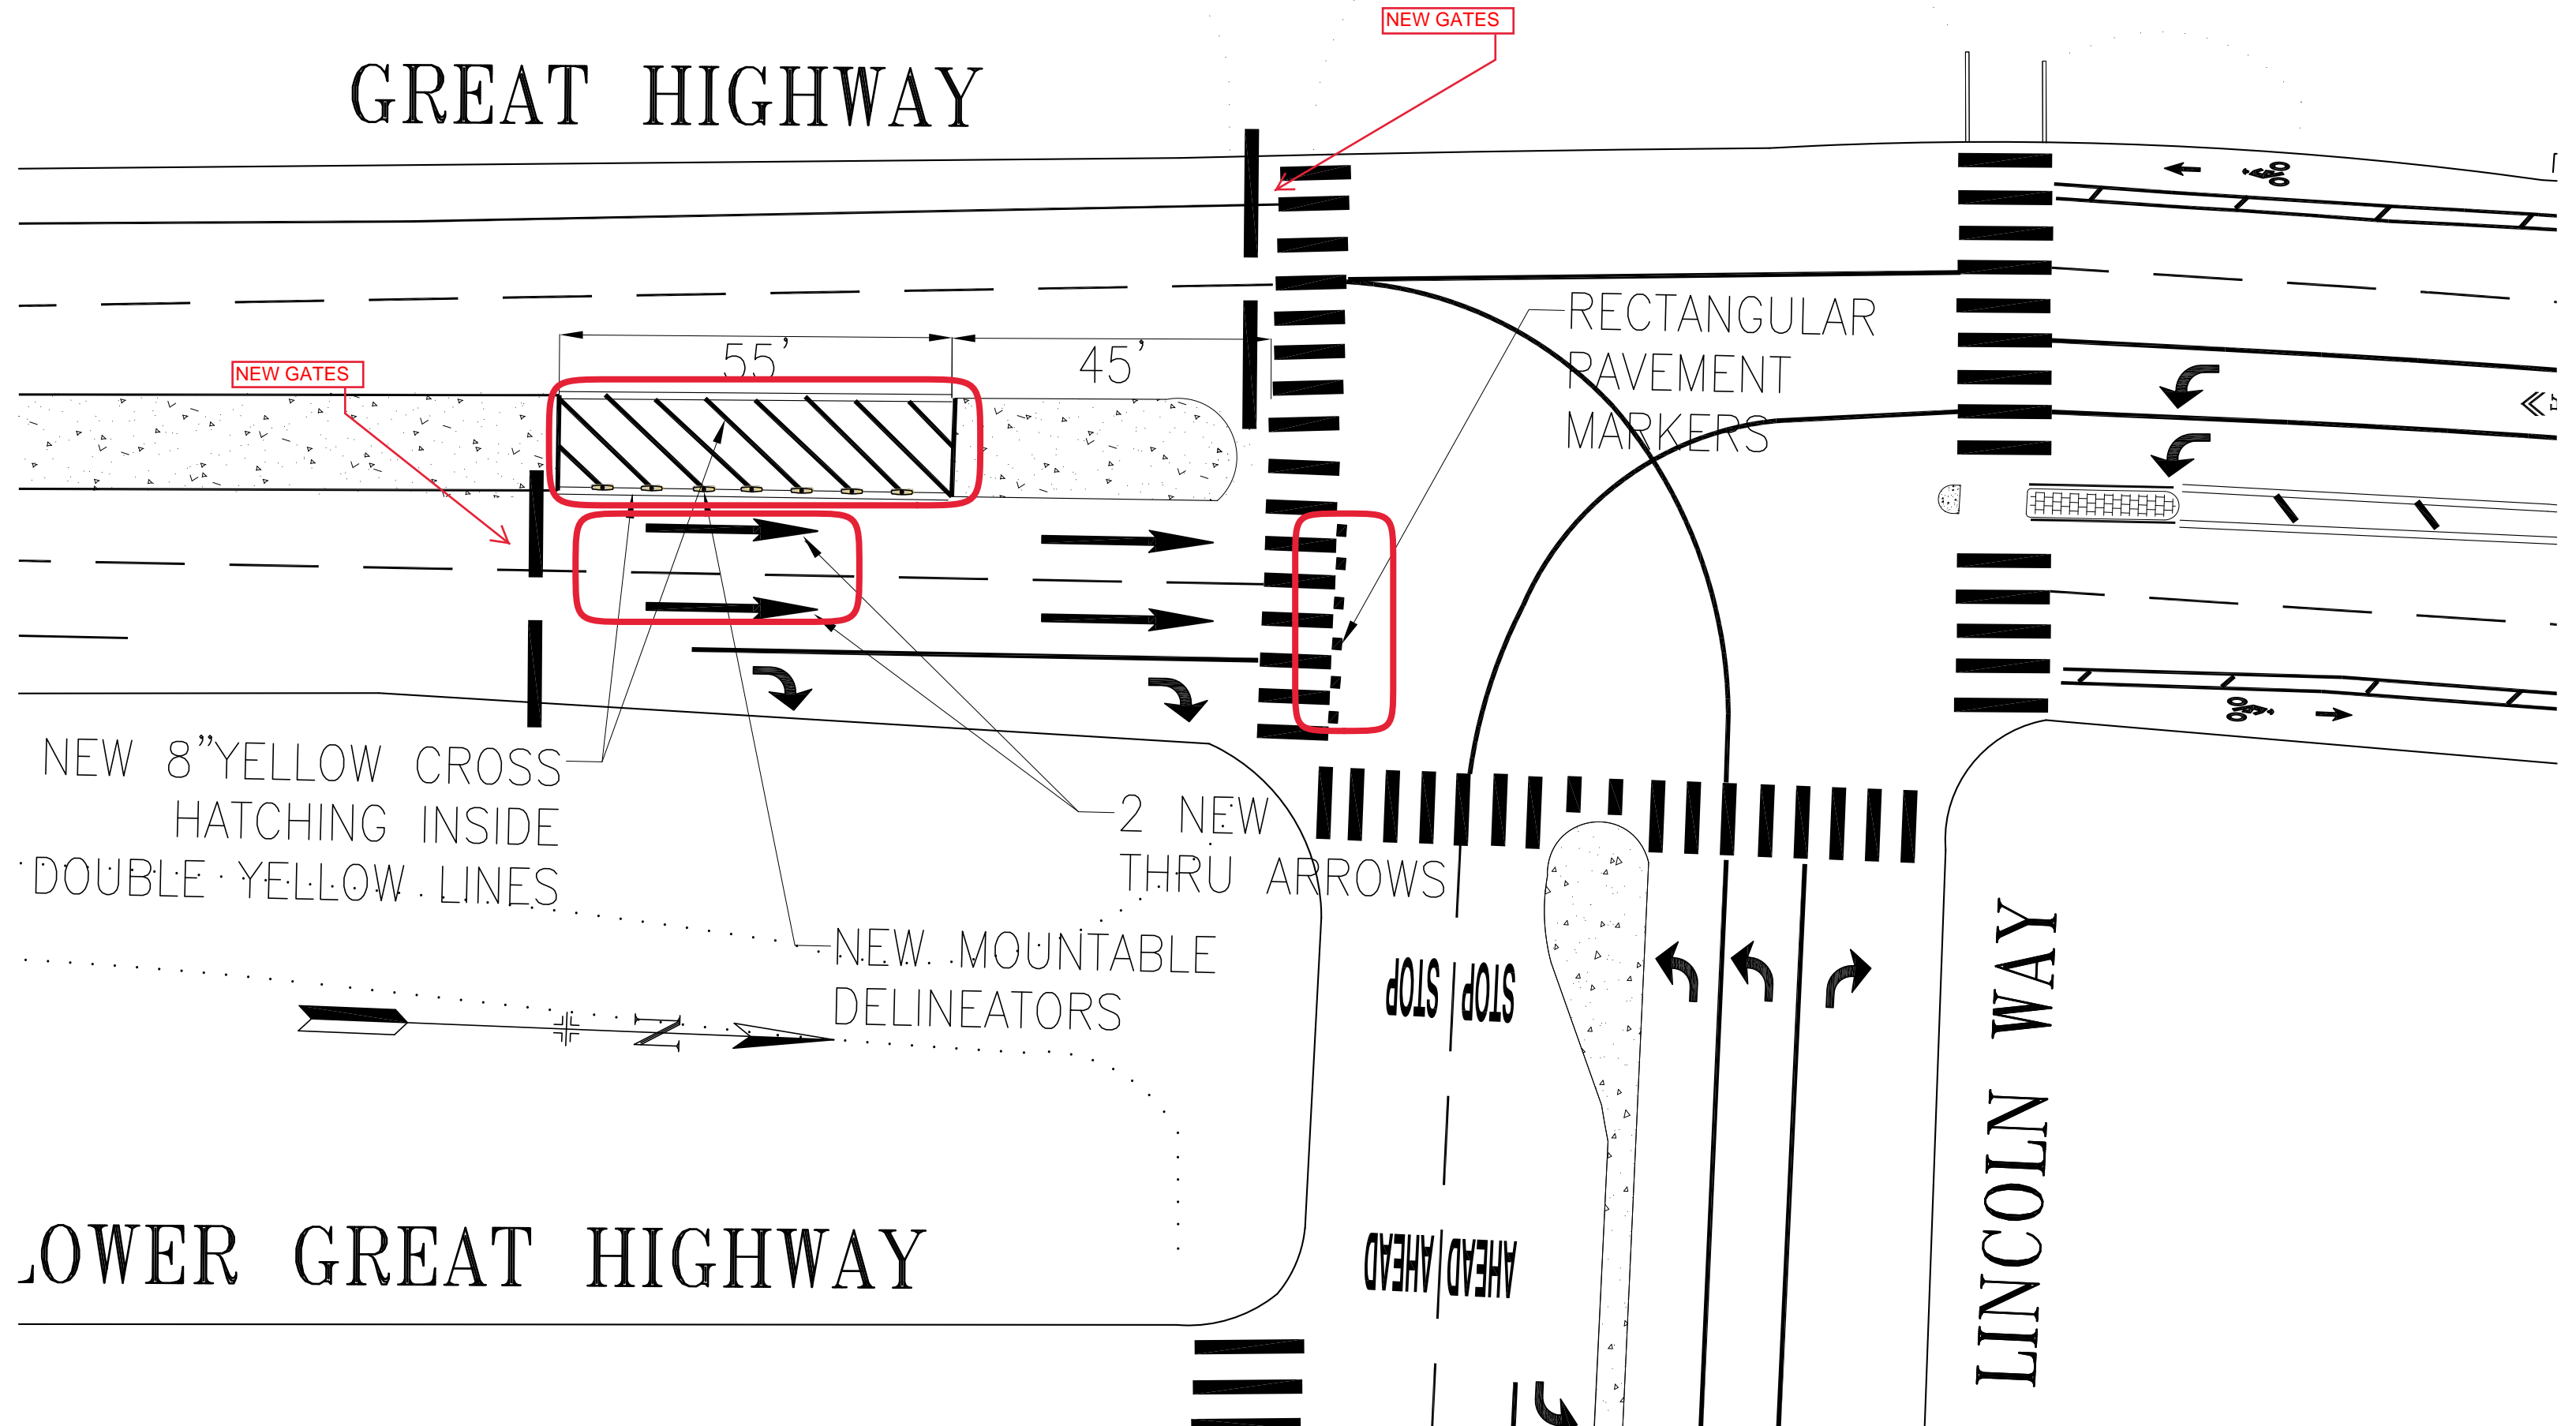 NEW GATES
GREAT HIGHWAY
RECTANGULAR
PAVEMENT
MARKERS
55’
45’
NEW GATES
NEW 8”YELLOW CROSS
HATCHING INSIDE
DOUBLE YELLOW LINES
2 NEW
THRU ARROWS
NEW MOUNTABLE
DELINEATORS
N
STOP STOP
AHEAD AHEAD
LINCOLN WAY
LOWER GREAT HIGHWAY